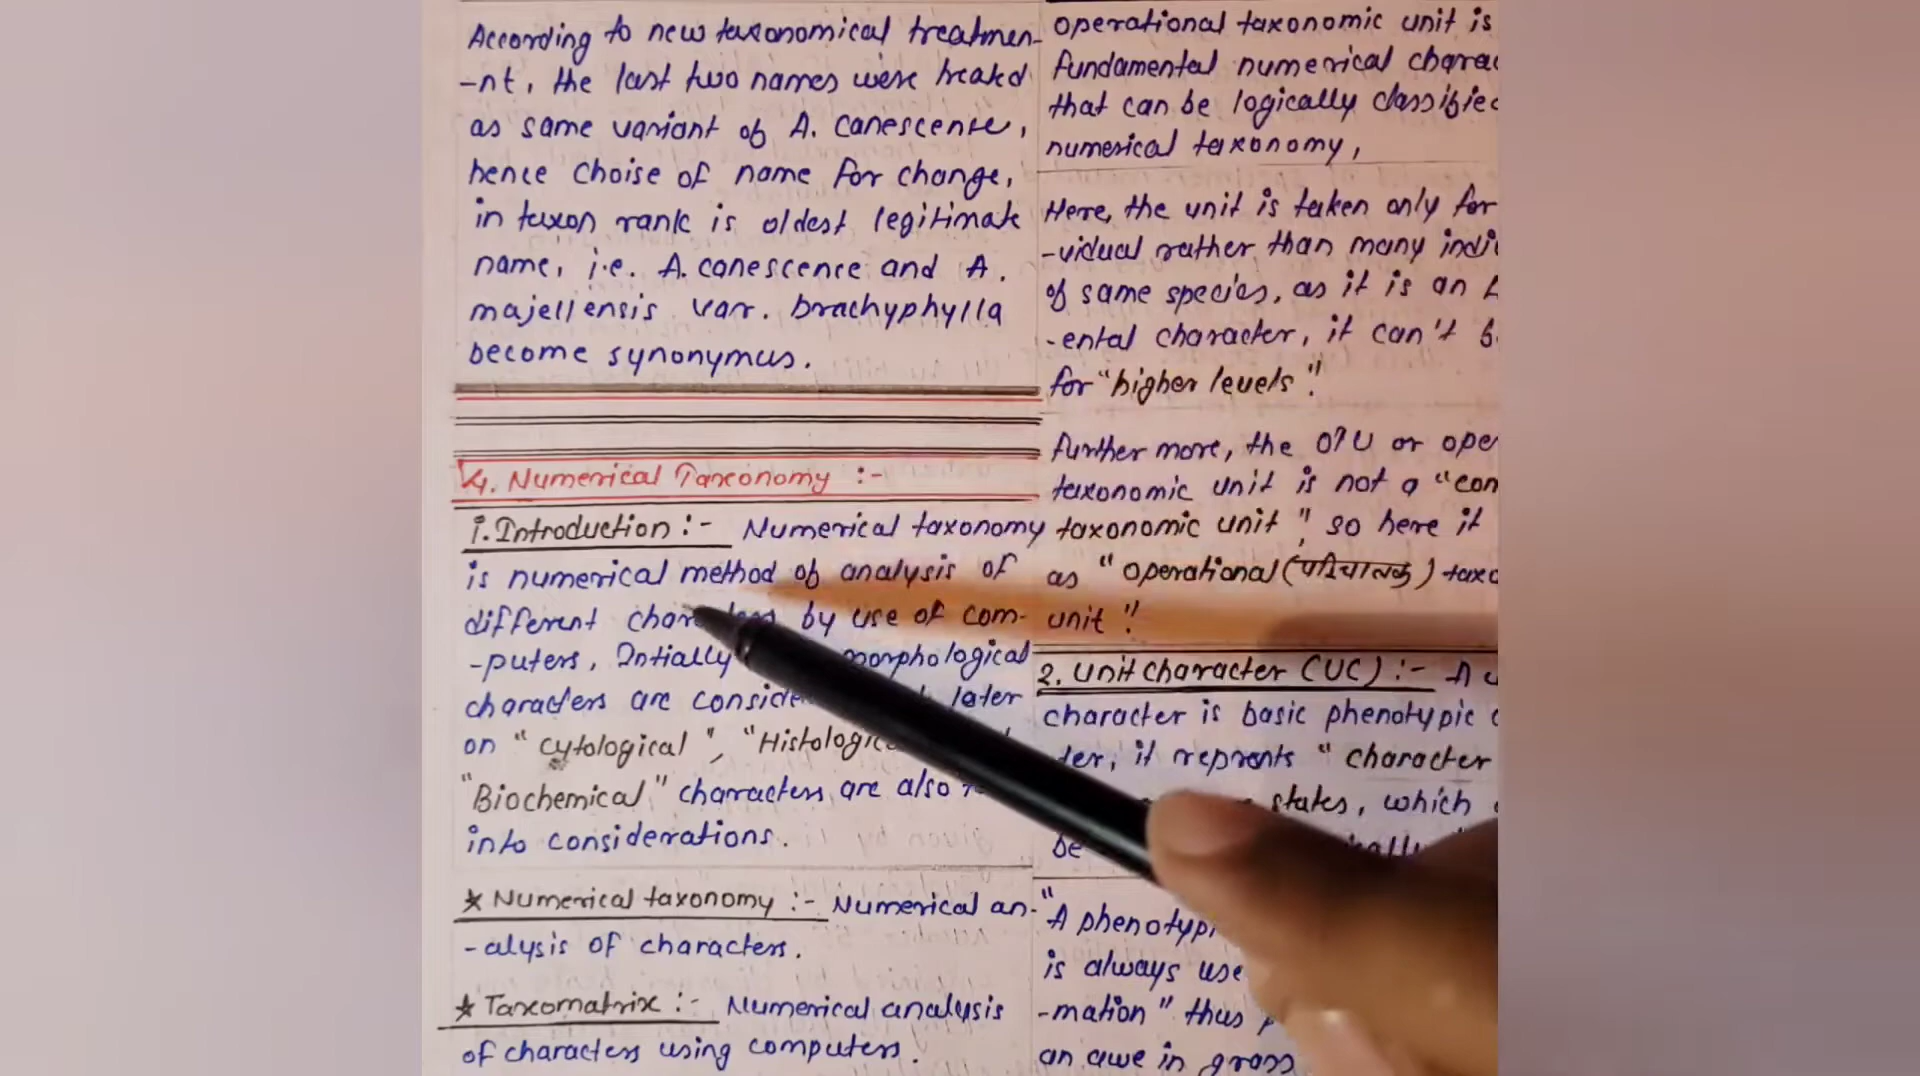 According to new taxonomical treatmen-
-nt, the last two names were treated
as same variant of A. canescence,
hence choise of name for change,
in taxon rank is oldest legitimate
name, i.e. A. canescence and A.
majellensis var. brachyphylla
become synonymus.
4. Numerical Taxonomy :-
1. Introduction :- Numerical taxonomy
is numerical method of analysis of
different by use of com-
-puters, Intially morphological
characters are later
on "cytological", 
"Biochemical" characters are also
into considerations.
* Numerical taxonomy :- Numerical an-
-alysis of characters.
* Taxomatrix :- Numerical analysis
of characters using computers.
operational taxonomic unit is
fundamental numerical
that can be logically
numerical taxonomy,
Here, the unit is taken only for
-vidual rather than many
of same species, as it is an
-ental character, it can't
for "higher levels".
further more, the OTU or
taxonomic unit is not a
taxonomic unit", so here it
as "operational (परिचालक)
unit".
2. Unit Character (UC) :- A
character is basic phenotypic
it reprents "character
states, which
be
"A
is always
-mation" thus
an awe in gross